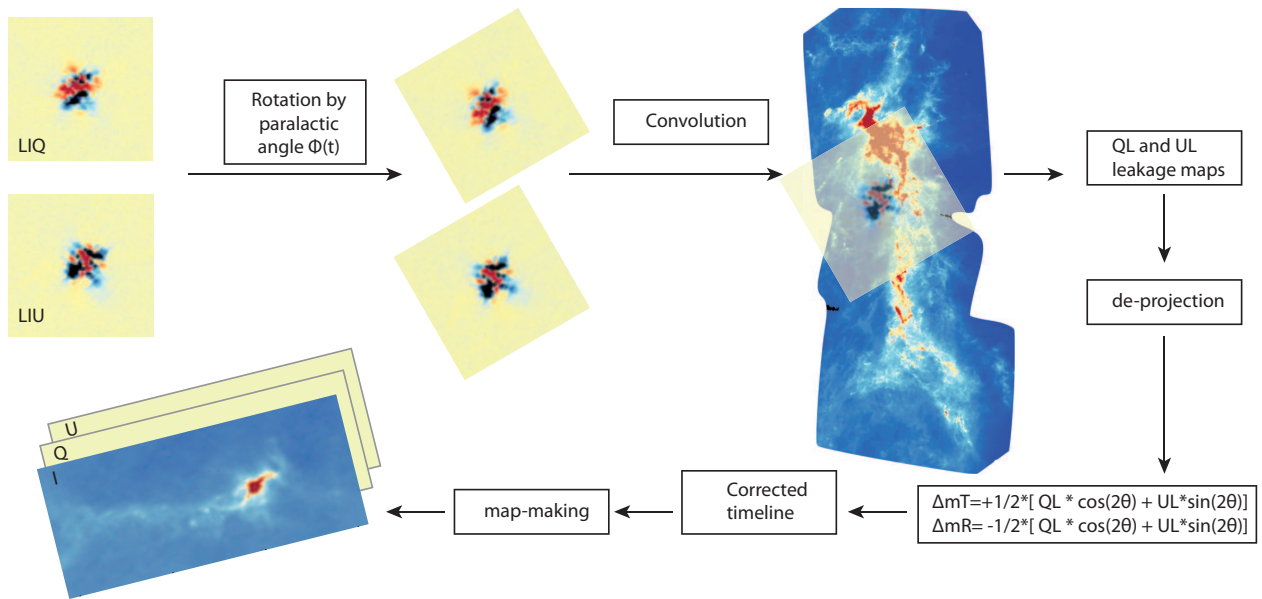 LIQ
Rotation by
paralactic
angle Φ(t)
Convolution
QL and UL
leakage maps
LIU
de-projection
U
Q
I
map-making
Corrected
timeline
ΔmT=+1/2*[ QL * cos(2θ) + UL*sin(2θ)]
ΔmR= -1/2*[ QL * cos(2θ) + UL*sin(2θ)]